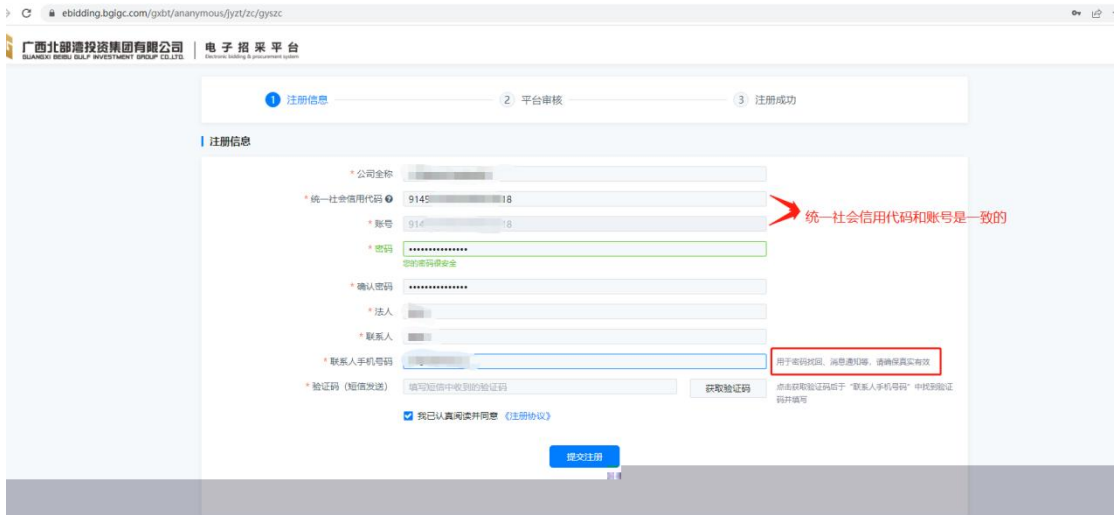 ebidding.bgigc.com/gxbt/ananymous/jyzt/zc/gyszc
广西北部湾投资集团有限公司
GUANGXI BEIBU GULF INVESTMENT GROUP CO.,LTD.
电子招采平台
Electronic bidding & procurement system
1 注册信息
2 平台审核
3 注册成功
注册信息
* 公司全称
* 统一社会信用代码 9145 18
* 账号 914 8
统一社会信用代码和账号是一致的
* 密码 •••••••••••••••
您的密码很安全
* 确认密码 •••••••••••••••
* 法人
* 联系人
* 联系人手机号码
用于密码找回、消息通知等、请确保真实有效
* 验证码（短信发送） 填写短信中收到的验证码 获取验证码
点击获取验证码后于“联系人手机号码”中找到验证
码并填写
我已认真阅读并同意 《注册协议》
提交注册